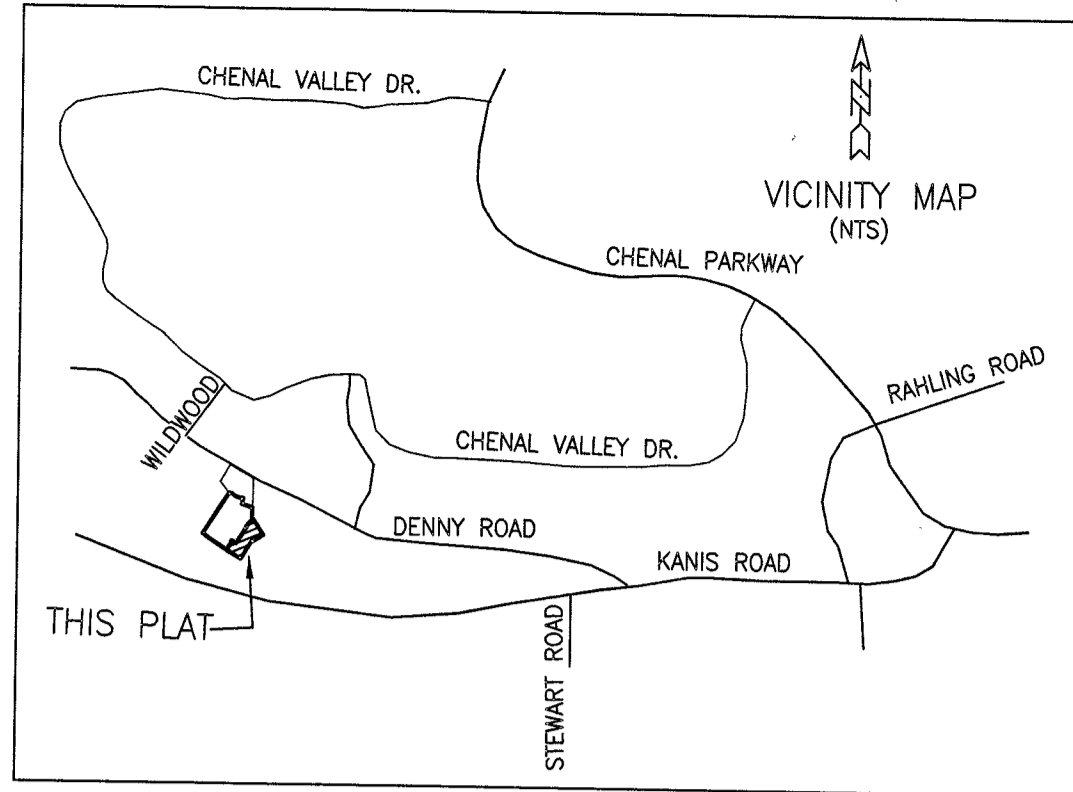 CHENAL VALLEY DR.
N
VICINITY MAP
(NTS)
CHENAL PARKWAY
RAHLING ROAD
WILDWOOD
CHENAL VALLEY DR.
DENNY ROAD
KANIS ROAD
THIS PLAT
STEWART ROAD